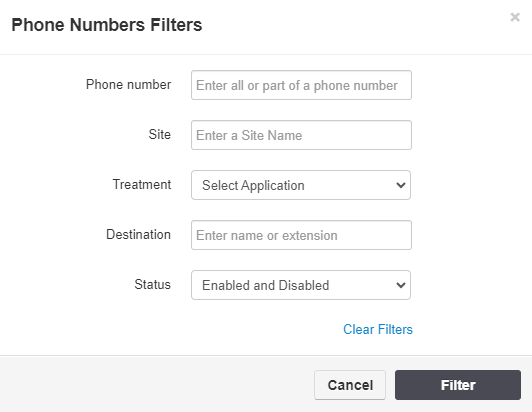 Phone Numbers Filters
×
Phone number
Enter all or part of a phone number
Site
Enter a Site Name
Treatment
Select Application
Destination
Enter name or extension
Status
Enabled and Disabled
Clear Filters
Cancel
Filter